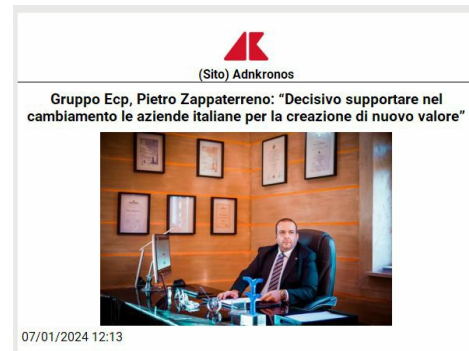 (Sito) Adnkronos
Gruppo Ecp, Pietro Zappaterreno: “Decisivo supportare nel
cambiamento le aziende italiane per la creazione di nuovo valore”
07/01/2024 12:13